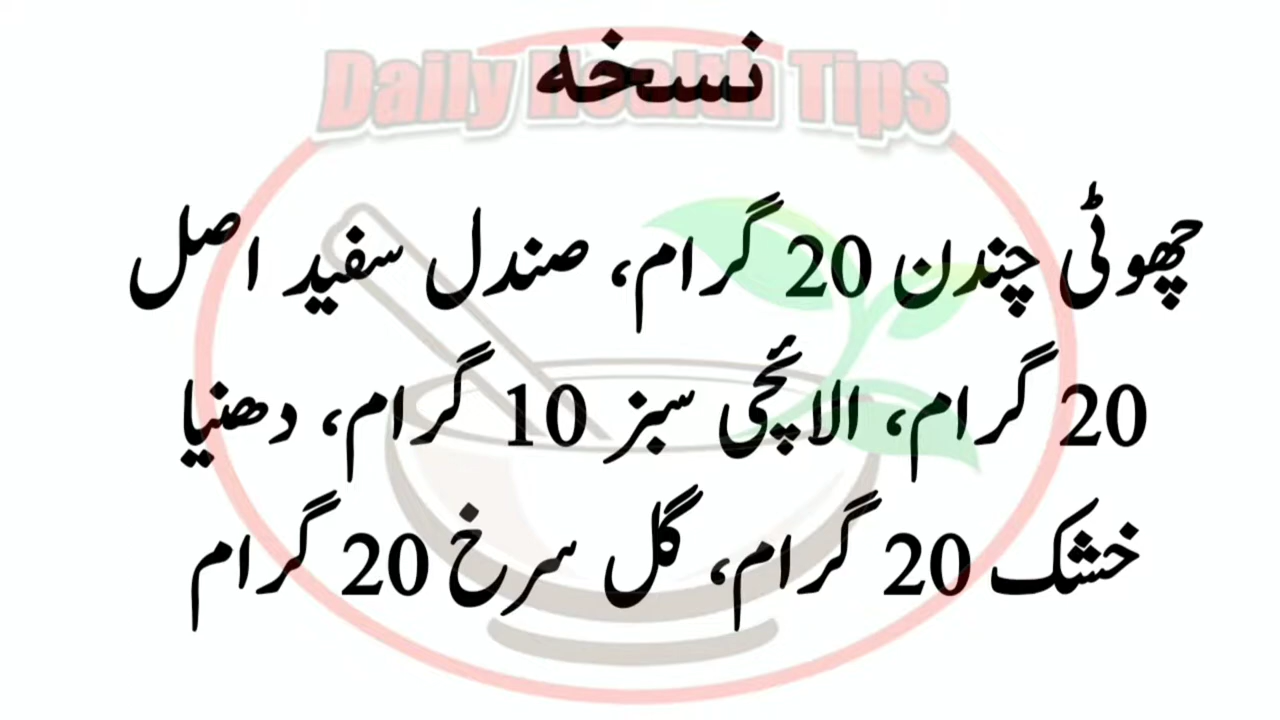 Daily Health Tips
نسخہ
چھوٹی چندن 20 گرام، صندل سفید اصل
20 گرام، الائچی سبز 10 گرام، دھنیا
خشک 20 گرام، گل سرخ 20 گرام